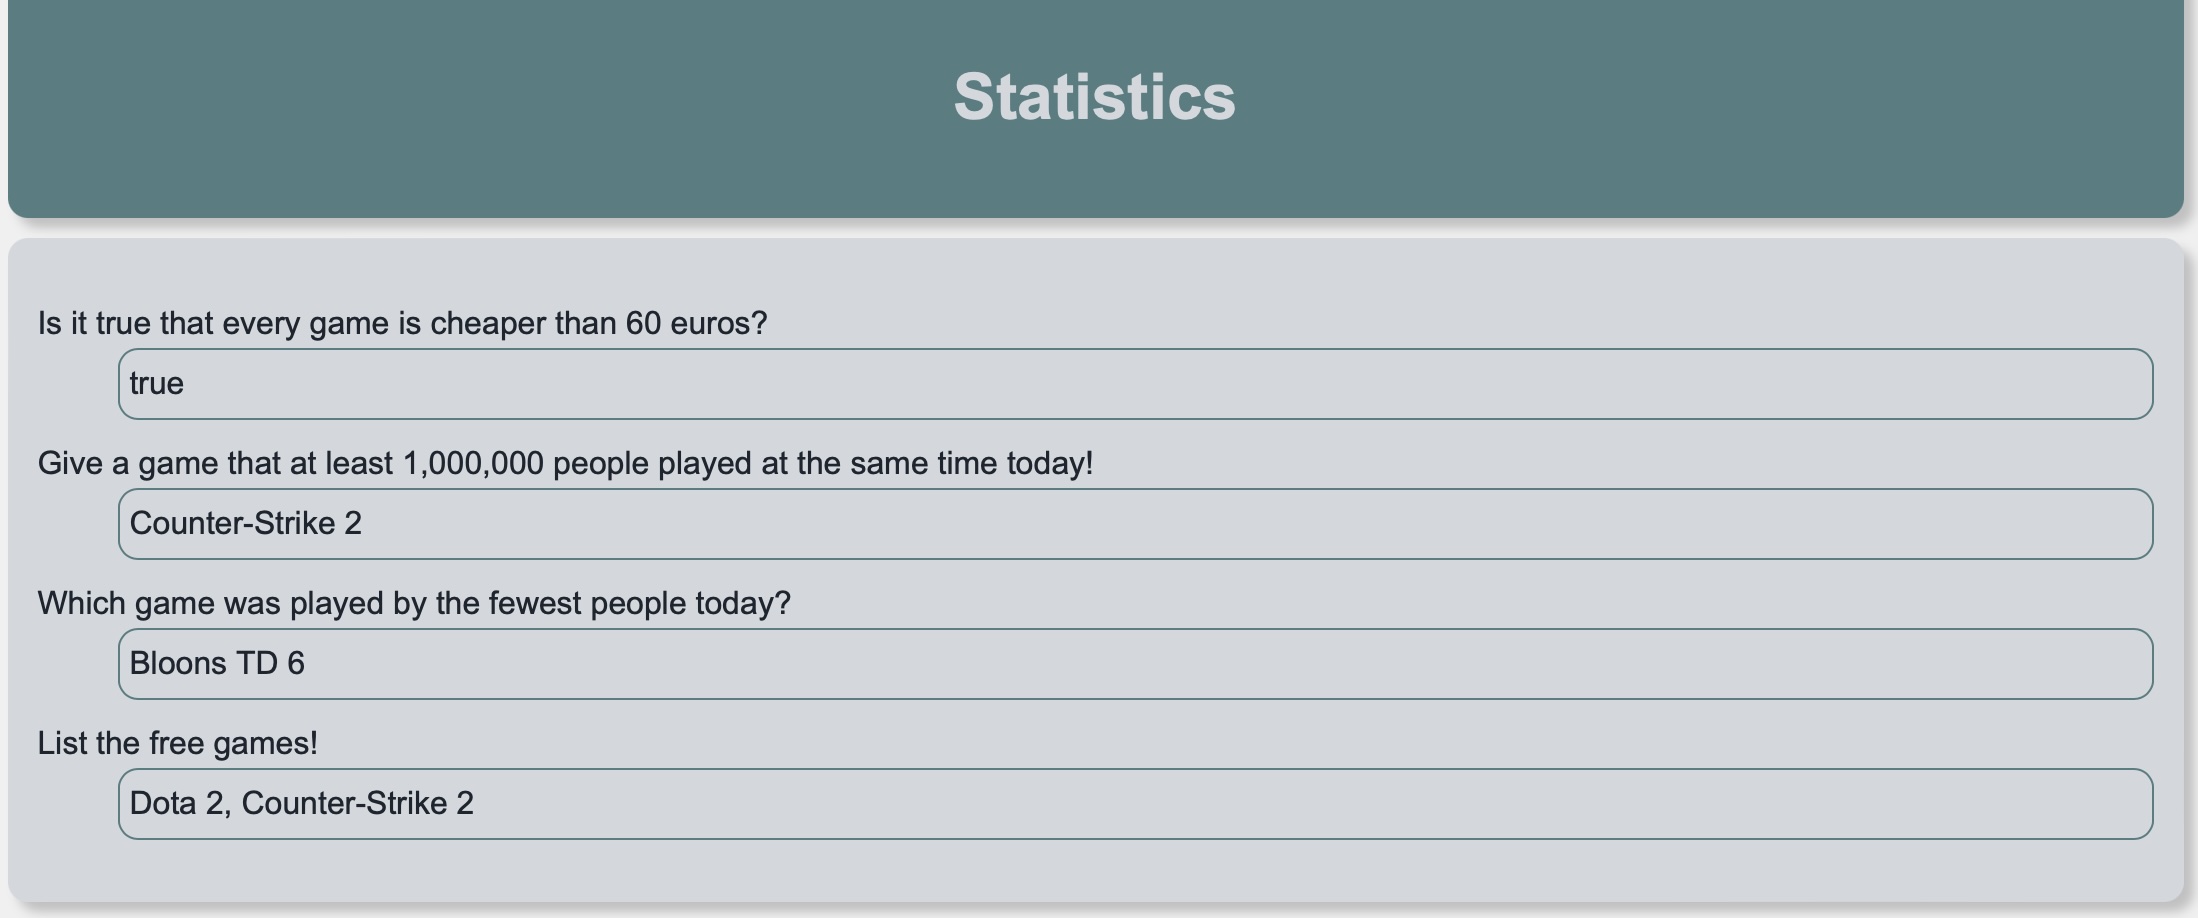 Statistics
Is it true that every game is cheaper than 60 euros?
true
Give a game that at least 1,000,000 people played at the same time today!
Counter-Strike 2
Which game was played by the fewest people today?
Bloons TD 6
List the free games!
Dota 2, Counter-Strike 2